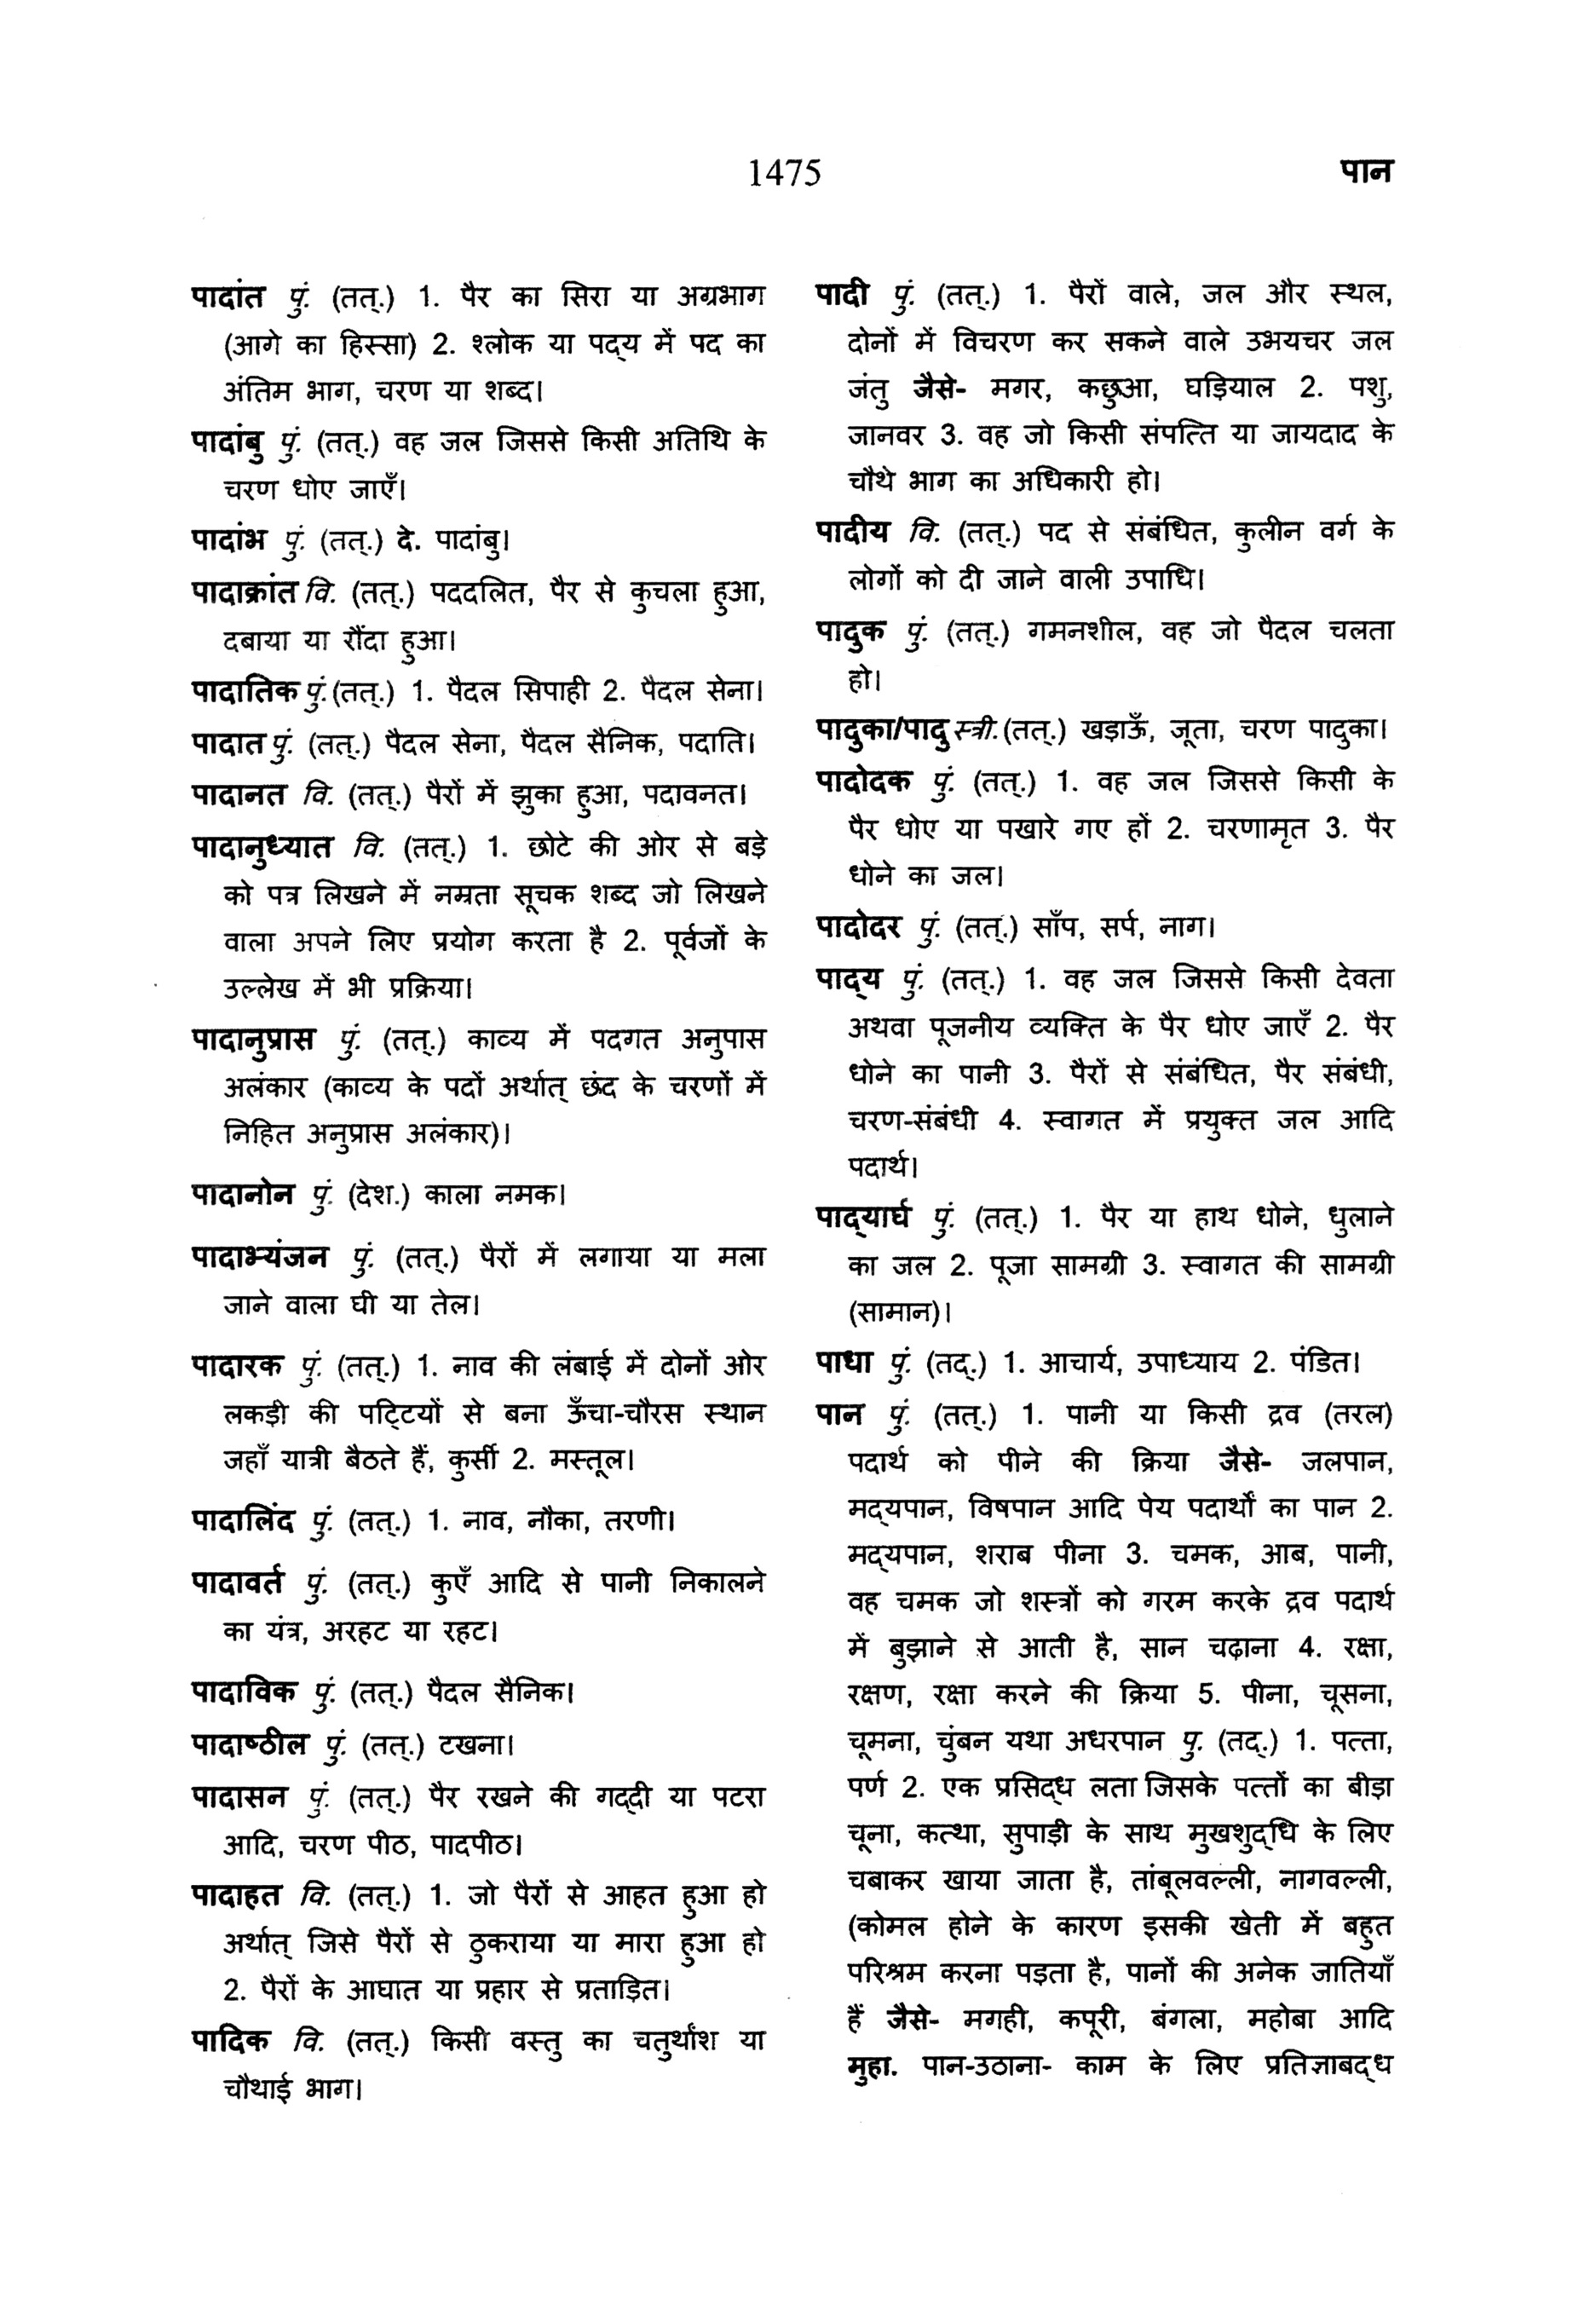 1475
पान
पादांत पुं. (तत्.) 1. पैर का सिरा या अग्रभाग
(आगे का हिस्सा) 2. श्लोक या पद्‌य में पद का
अंतिम भाग, चरण या शब्द।
पादांबु पुं. (तत्.) वह जल जिससे किसी अतिथि के
चरण धोए जाएँ।
पादांभ पुं. (तत्.) दे. पादांबु।
पादाक्रांत वि. (तत्.) पददलित, पैर से कुचला हुआ,
दबाया या रौंदा हुआ।
पादातिक पुं.(तत्.) 1. पैदल सिपाही 2. पैदल सेना।
पादात पुं. (तत्.) पैदल सेना, पैदल सैनिक, पदाति।
पादानत वि. (तत्.) पैरों में झुका हुआ, पदावनत।
पादानुध्यात वि. (तत्.) 1. छोटे की ओर से बड़े
को पत्र लिखने में नम्रता सूचक शब्द जो लिखने
वाला अपने लिए प्रयोग करता है 2. पूर्वजों के
उल्लेख में भी प्रक्रिया।
पादानुप्रास पुं. (तत्.) काव्य में पदगत अनुपास
अलंकार (काव्य के पदों अर्थात् छंद के चरणों में
निहित अनुप्रास अलंकार)।
पादानोन पुं. (देश.) काला नमक।
पादाभ्यंजन पुं. (तत्.) पैरों में लगाया या मला
जाने वाला घी या तेल।
पादारक पुं. (तत्.) 1. नाव की लंबाई में दोनों ओर
लकड़ी की पट्‌टियों से बना ऊँचा-चौरस स्थान
जहाँ यात्री बैठते हैं, कुर्सी 2. मस्तूल।
पादालिंद पुं. (तत्.) 1. नाव, नौका, तरणी।
पादावर्त पुं. (तत्.) कुएँ आदि से पानी निकालने
का यंत्र, अरहट या रहट।
पादाविक पुं. (तत्.) पैदल सैनिक।
पादाष्ठील पुं. (तत्.) टखना।
पादासन पुं. (तत्.) पैर रखने की गद्‌दी या पटरा
आदि, चरण पीठ, पादपीठ।
पादाहत वि. (तत्.) 1. जो पैरों से आहत हुआ हो
अर्थात् जिसे पैरों से ठुकराया या मारा हुआ हो
2. पैरों के आघात या प्रहार से प्रताड़ित।
पादिक वि. (तत्.) किसी वस्तु का चतुर्थांश या
चौथाई भाग।
पादी पुं. (तत्.) 1. पैरों वाले, जल और स्थल,
दोनों में विचरण कर सकने वाले उभयचर जल
जंतु जैसे- मगर, कछुआ, घड़ियाल 2. पशु,
जानवर 3. वह जो किसी संपत्ति या जायदाद के
चौथे भाग का अधिकारी हो।
पादीय वि. (तत्.) पद से संबंधित, कुलीन वर्ग के
लोगों को दी जाने वाली उपाधि।
पादुक पुं. (तत्.) गमनशील, वह जो पैदल चलता
हो।
पादुका/पादु स्त्री.(तत्.) खड़ाऊँ, जूता, चरण पादुका।
पादोदक पुं. (तत्.) 1. वह जल जिससे किसी के
पैर धोए या पखारे गए हों 2. चरणामृत 3. पैर
धोने का जल।
पादोदर पुं. (तत्.) साँप, सर्प, नाग।
पाद्‌य पुं. (तत्.) 1. वह जल जिससे किसी देवता
अथवा पूजनीय व्यक्ति के पैर धोए जाएँ 2. पैर
धोने का पानी 3. पैरों से संबंधित, पैर संबंधी,
चरण-संबंधी 4. स्वागत में प्रयुक्त जल आदि
पदार्थ।
पाद्‌यार्घ पुं. (तत्.) 1. पैर या हाथ धोने, धुलाने
का जल 2. पूजा सामग्री 3. स्वागत की सामग्री
(सामान)।
पाधा पुं. (तद्.) 1. आचार्य, उपाध्याय 2. पंडित।
पान पुं. (तत्.) 1. पानी या किसी द्रव (तरल)
पदार्थ को पीने की क्रिया जैसे- जलपान,
मद्‌यपान, विषपान आदि पेय पदार्थों का पान 2.
मद्‌यपान, शराब पीना 3. चमक, आब, पानी,
वह चमक जो शस्त्रों को गरम करके द्रव पदार्थ
में बुझाने से आती है, सान चढ़ाना 4. रक्षा,
रक्षण, रक्षा करने की क्रिया 5. पीना, चूसना,
चूमना, चुंबन यथा अधरपान पु. (तद्.) 1. पत्ता,
पर्ण 2. एक प्रसिद्‌ध लता जिसके पत्तों का बीड़ा
चूना, कत्था, सुपाड़ी के साथ मुखशुद्‌धि के लिए
चबाकर खाया जाता है, तांबूलवल्ली, नागवल्ली,
(कोमल होने के कारण इसकी खेती में बहुत
परिश्रम करना पड़ता है, पानों की अनेक जातियाँ
हैं जैसे- मगही, कपूरी, बंगला, महोबा आदि
मुहा. पान-उठाना- काम के लिए प्रतिज्ञाबद्‌ध